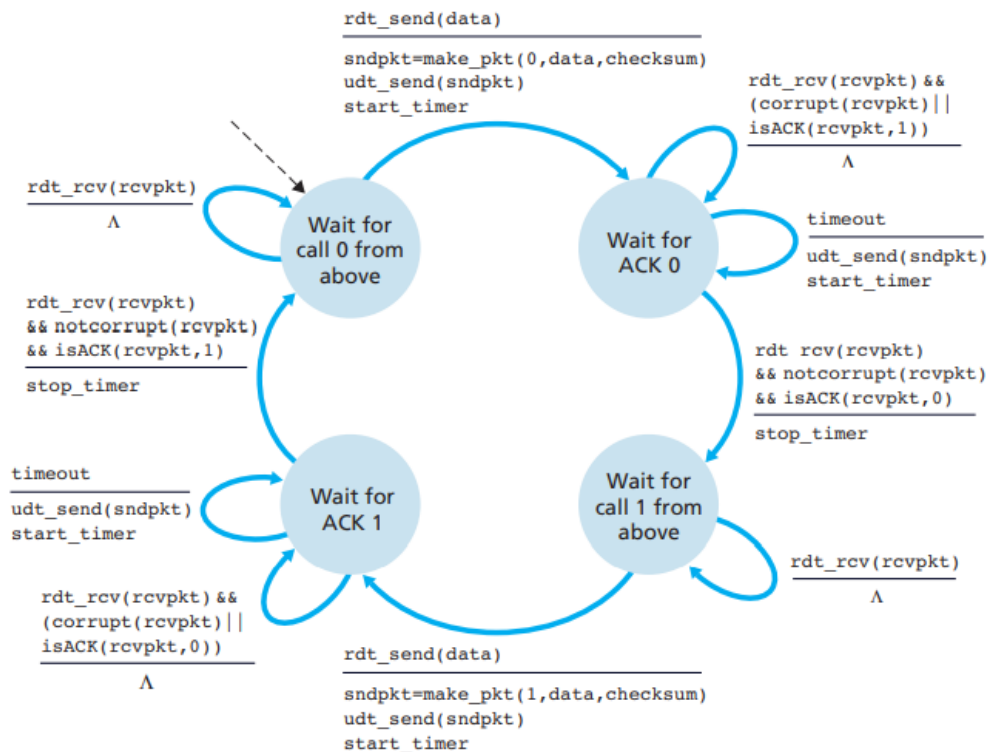 rdt_send(data)
sndpkt=make_pkt(0,data,checksum)
udt_send(sndpkt)
start_timer
rdt_rcv(rcvpkt) &&
(corrupt(rcvpkt)||
isACK(rcvpkt,1))
Λ
rdt_rcv(rcvpkt)
Λ
Wait for
call 0 from
above
Wait for
ACK 0
timeout
udt_send(sndpkt)
start_timer
rdt_rcv(rcvpkt)
&& notcorrupt(rcvpkt)
&& isACK(rcvpkt,1)
stop_timer
rdt rcv(rcvpkt)
&& notcorrupt(rcvpkt)
&& isACK(rcvpkt,0)
stop_timer
timeout
udt_send(sndpkt)
start_timer
Wait for
ACK 1
Wait for
call 1 from
above
rdt_rcv(rcvpkt)
Λ
rdt_rcv(rcvpkt) &&
(corrupt(rcvpkt)||
isACK(rcvpkt,0))
Λ
rdt_send(data)
sndpkt=make_pkt(1,data,checksum)
udt_send(sndpkt)
start_timer